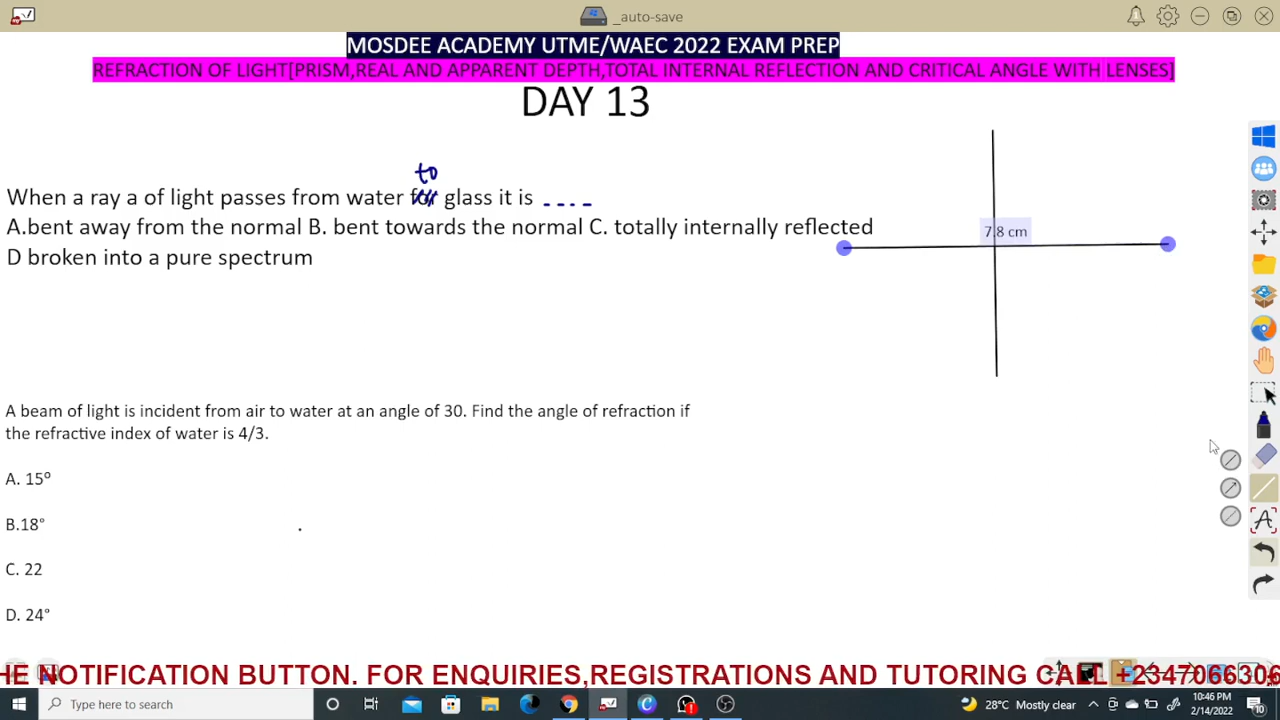 _auto-save
MOSDEE ACADEMY UTME/WAEC 2022 EXAM PREP
REFRACTION OF LIGHT[PRISM,REAL AND APPARENT DEPTH,TOTAL INTERNAL REFLECTION AND CRITICAL ANGLE WITH LENSES]
DAY 13
to
When a ray a of light passes from water for glass it is ----
A.bent away from the normal B. bent towards the normal C. totally internally reflected
D broken into a pure spectrum
7.8 cm
A beam of light is incident from air to water at an angle of 30. Find the angle of refraction if
the refractive index of water is 4/3.
A. 15º
B.18°
C. 22
D. 24°
HE NOTIFICATION BUTTON. FOR ENQUIRIES,REGISTRATIONS AND TUTORING CALL +234706630
Type here to search
28°C Mostly clear
10:46 PM
2/14/2022